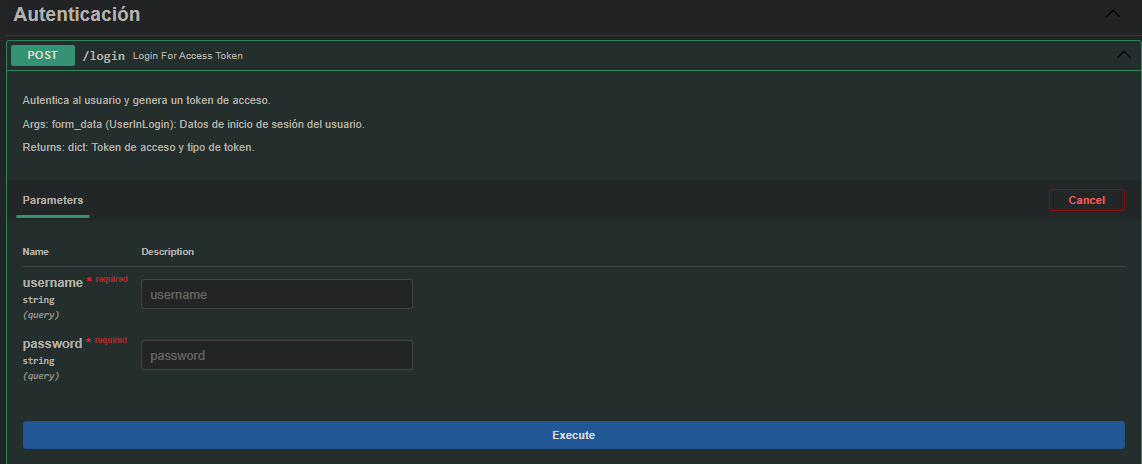 Autenticación
POST /login Login For Access Token
Autentica al usuario y genera un token de acceso.
Args: form_data (UserInLogin): Datos de inicio de sesión del usuario.
Returns: dict: Token de acceso y tipo de token.
Parameters Cancel
Name Description
username * required
string
(query)
username
password * required
string
(query)
password
Execute